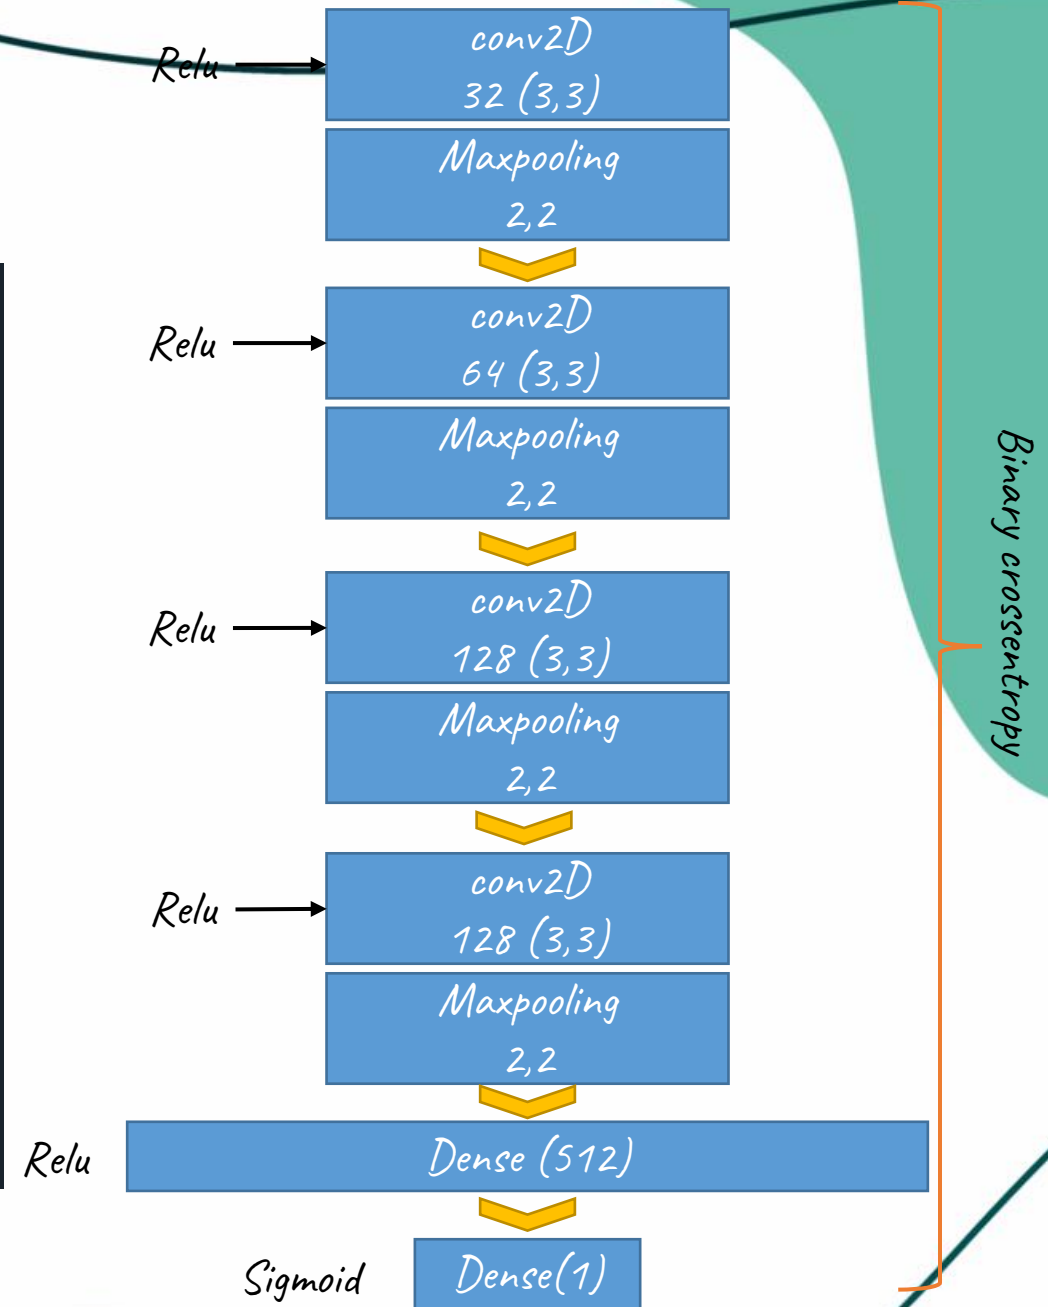 Relu
conv2D
32 (3,3)
Maxpooling
2,2
Relu
conv2D
64 (3,3)
Maxpooling
2,2
Relu
conv2D
128 (3,3)
Maxpooling
2,2
Relu
conv2D
128 (3,3)
Maxpooling
2,2
Relu
Dense (512)
Sigmoid
Dense(1)
Binary crossentropy